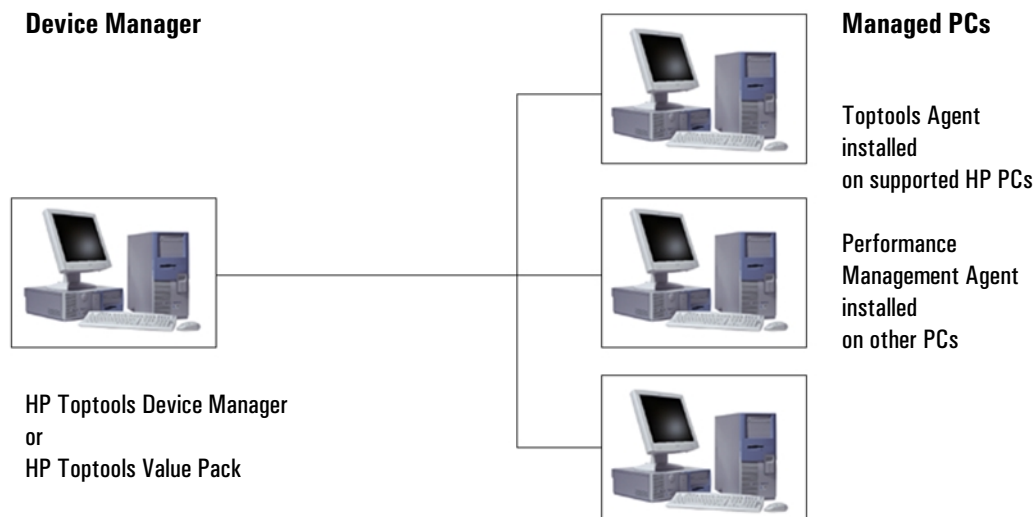 Device Manager
Managed PCs
Toptools Agent
installed
on supported HP PCs
Performance
Management Agent
installed
on other PCs
HP Toptools Device Manager
or
HP Toptools Value Pack